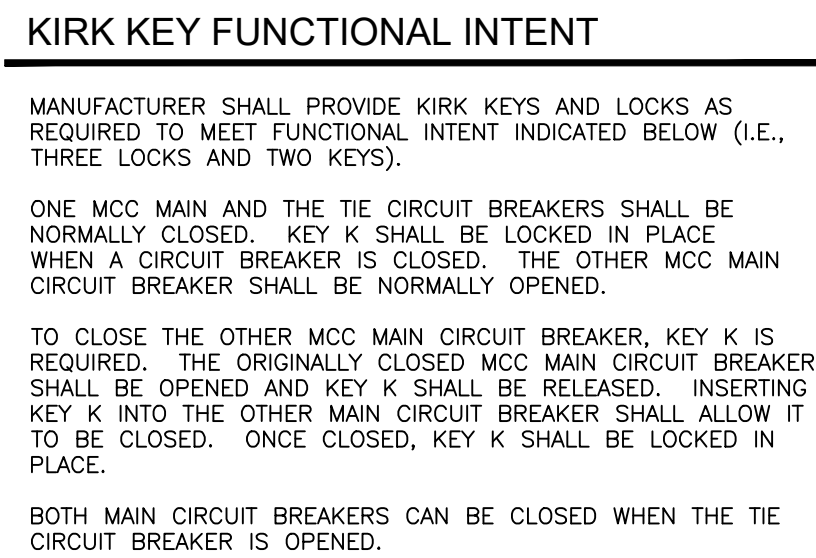 KIRK KEY FUNCTIONAL INTENT
MANUFACTURER SHALL PROVIDE KIRK KEYS AND LOCKS AS
REQUIRED TO MEET FUNCTIONAL INTENT INDICATED BELOW (I.E.,
THREE LOCKS AND TWO KEYS).
ONE MCC MAIN AND THE TIE CIRCUIT BREAKERS SHALL BE
NORMALLY CLOSED. KEY K SHALL BE LOCKED IN PLACE
WHEN A CIRCUIT BREAKER IS CLOSED. THE OTHER MCC MAIN
CIRCUIT BREAKER SHALL BE NORMALLY OPENED.
TO CLOSE THE OTHER MCC MAIN CIRCUIT BREAKER, KEY K IS
REQUIRED. THE ORIGINALLY CLOSED MCC MAIN CIRCUIT BREAKER
SHALL BE OPENED AND KEY K SHALL BE RELEASED. INSERTING
KEY K INTO THE OTHER MAIN CIRCUIT BREAKER SHALL ALLOW IT
TO BE CLOSED. ONCE CLOSED, KEY K SHALL BE LOCKED IN
PLACE.
BOTH MAIN CIRCUIT BREAKERS CAN BE CLOSED WHEN THE TIE
CIRCUIT BREAKER IS OPENED.